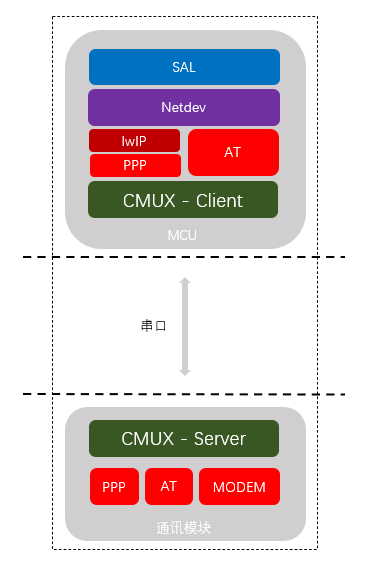 SAL
Netdev
lwIP
AT
PPP
CMUX - Client
MCU
串口
CMUX - Server
PPP
AT
MODEM
通讯模块